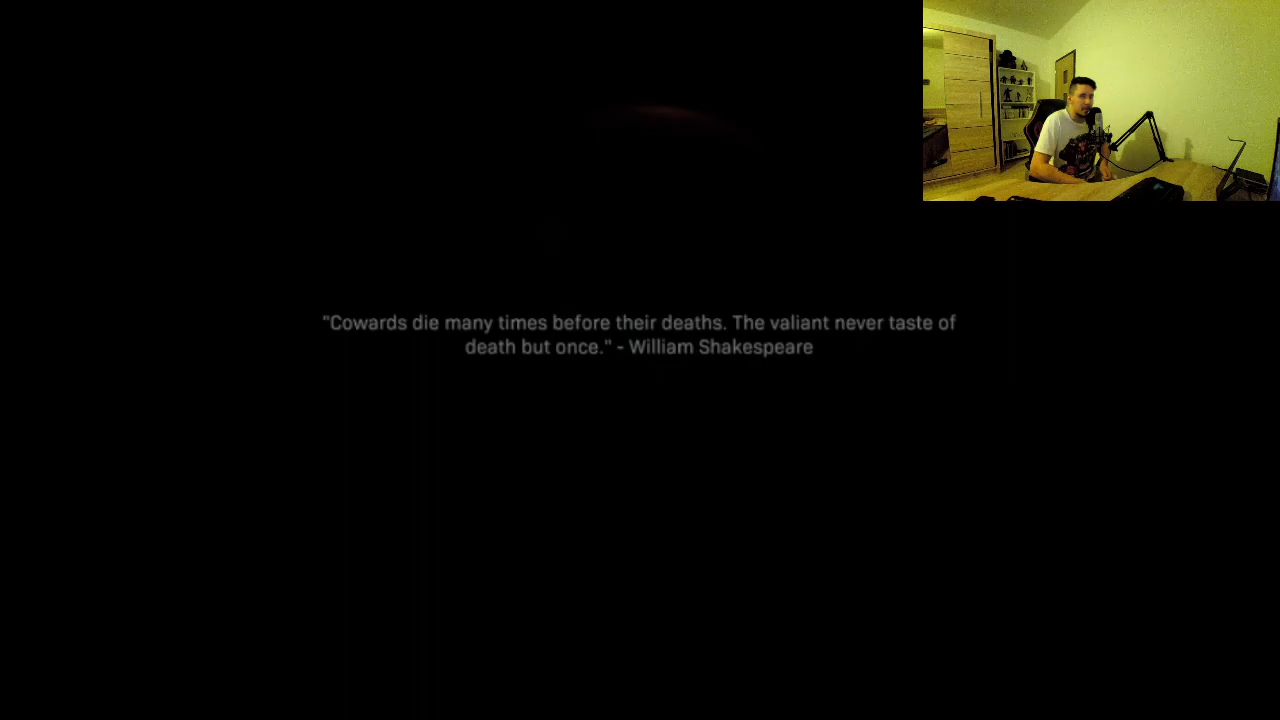 "Cowards die many times before their deaths. The valiant never taste of
death but once." - William Shakespeare